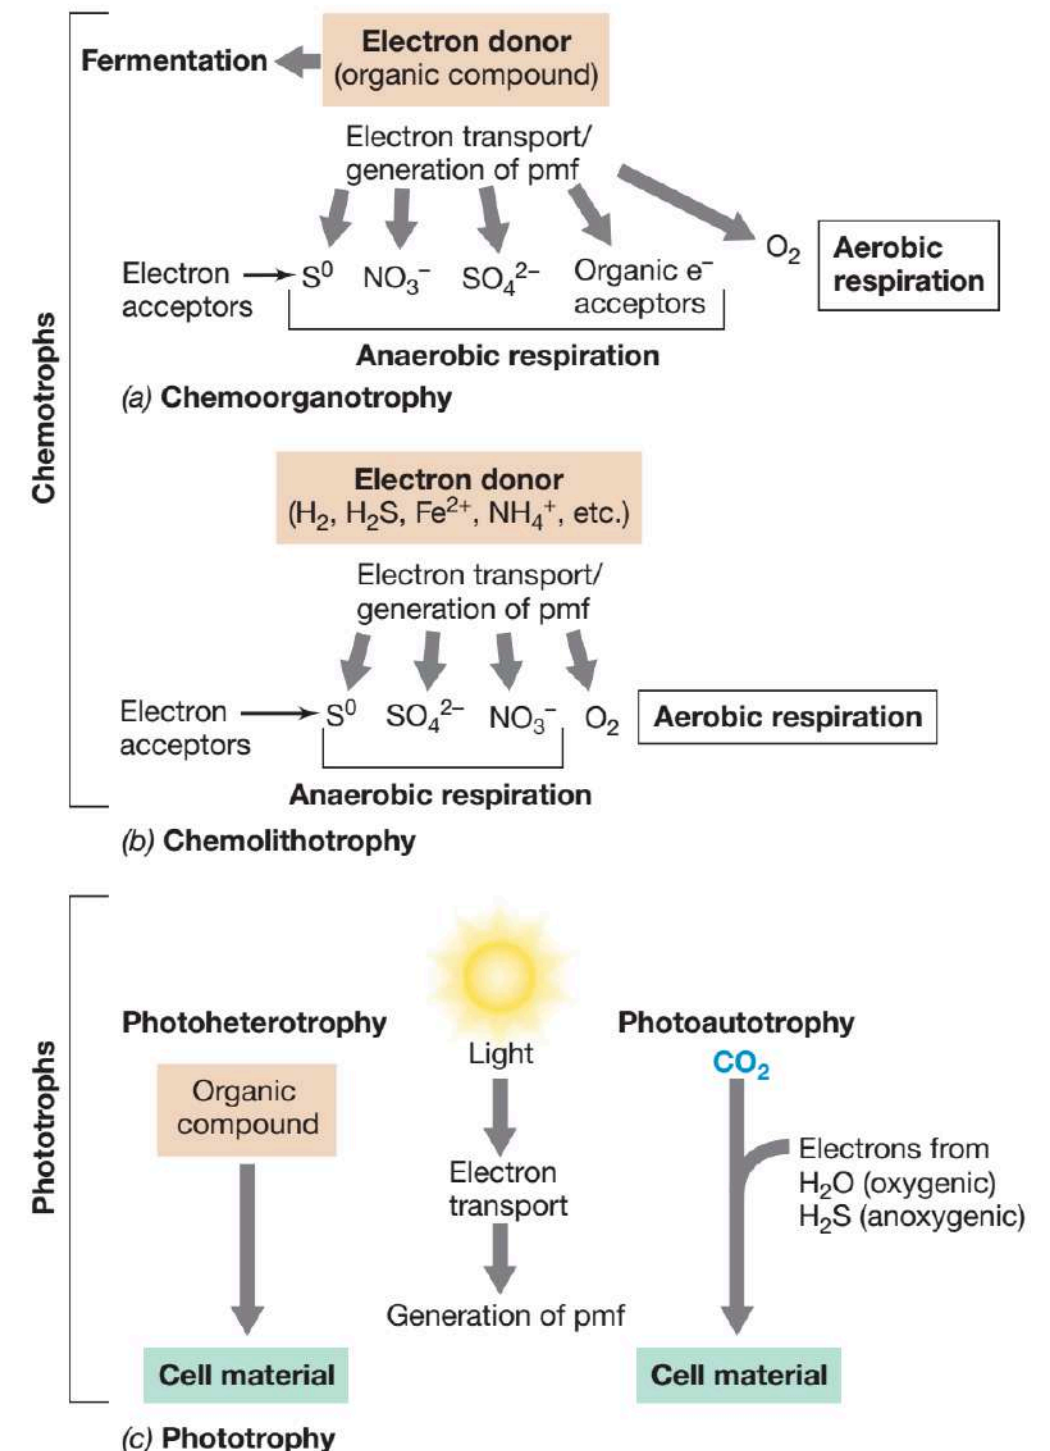 Chemotrophs
Fermentation
Electron donor
(organic compound)
Electron transport/
generation of pmf
Electron
acceptors
S⁰ NO₃⁻ SO₄²⁻ Organic e⁻
acceptors
O₂
Aerobic
respiration
Anaerobic respiration
(a) Chemoorganotrophy
Electron donor
(H₂, H₂S, Fe²⁺, NH₄⁺, etc.)
Electron transport/
generation of pmf
Electron
acceptors
S⁰ SO₄²⁻ NO₃⁻ O₂
Aerobic respiration
Anaerobic respiration
(b) Chemolithotrophy
Phototrophs
Photoheterotrophy
Organic
compound
Cell material
Light
Electron
transport
Generation of pmf
Photoautotrophy
CO₂
Electrons from
H₂O (oxygenic)
H₂S (anoxygenic)
Cell material
(c) Phototrophy